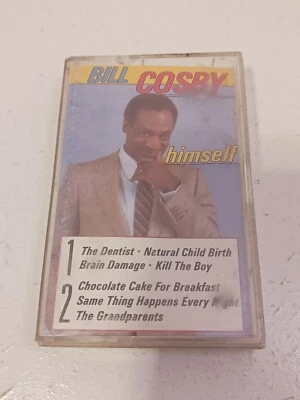 BILL COSBY
himself
1 The Dentist · Natural Child Birth
Brain Damage · Kill The Boy
2 Chocolate Cake For Breakfast
Same Thing Happens Every Night
The Grandparents